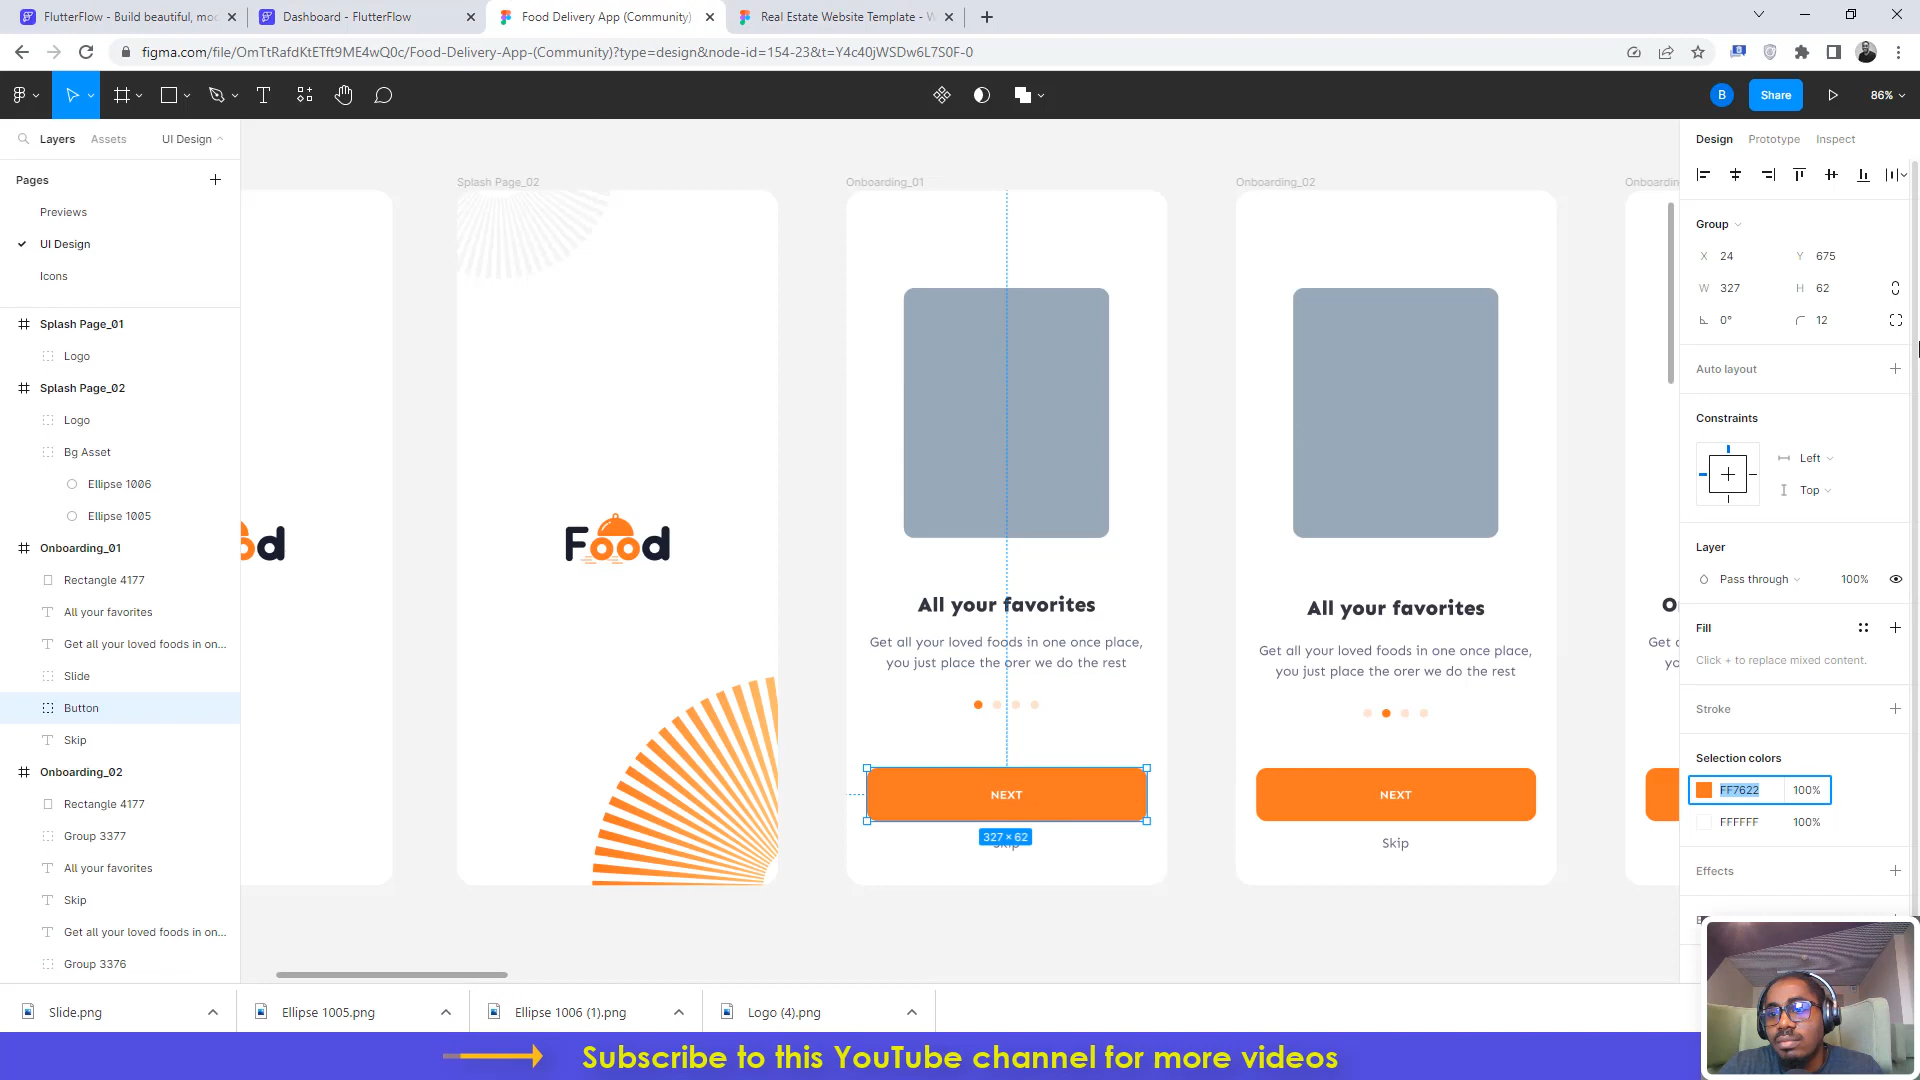 FlutterFlow - Build beautiful, mo
Dashboard - FlutterFlow
Food Delivery App (Community)
Real Estate Website Template - W
figma.com/file/OmTtRafdKtETft9ME4wQ0c/Food-Delivery-App-(Community)?type=design&node-id=154-23&t=Y4c40jWSDw6L7S0F-0
B
Share
86%
Layers
Assets
UI Design
Pages
Previews
UI Design
Icons
Splash Page_01
Logo
Splash Page_02
Logo
Bg Asset
Ellipse 1006
Ellipse 1005
Onboarding_01
Rectangle 4177
All your favorites
Get all your loved foods in on...
Slide
Button
Skip
Onboarding_02
Rectangle 4177
Group 3377
All your favorites
Skip
Get all your loved foods in on...
Group 3376
Splash Page_02
Food
Onboarding_01
All your favorites
Get all your loved foods in one once place,
you just place the orer we do the rest
NEXT
327 × 62
Skip
Onboarding_02
All your favorites
Get all your loved foods in one once place,
you just place the orer we do the rest
NEXT
Skip
Onboardin
Design
Prototype
Inspect
Group
X 24
Y 675
W 327
H 62
0°
12
Auto layout
Constraints
Left
Top
Layer
Pass through
100%
Fill
Click + to replace mixed content.
Stroke
Selection colors
FF7622 100%
FFFFFF 100%
Effects
Slide.png
Ellipse 1005.png
Ellipse 1006 (1).png
Logo (4).png
Subscribe to this YouTube channel for more videos